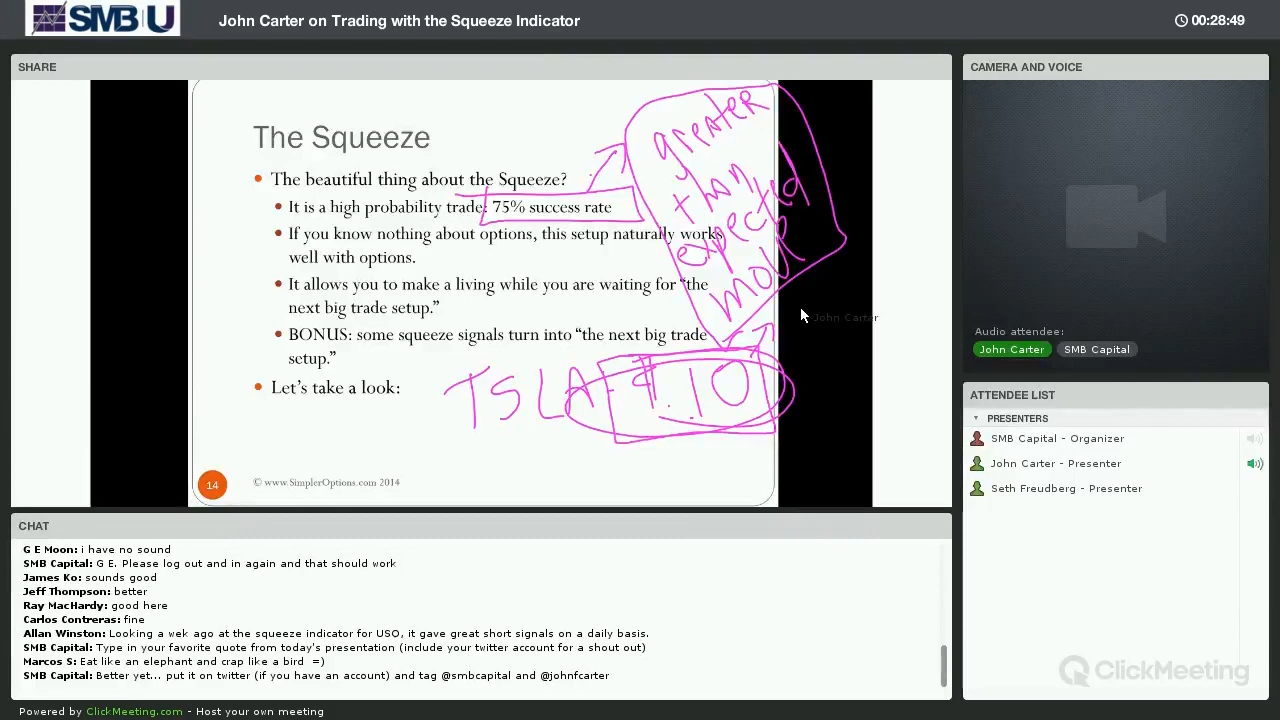 SMB U
John Carter on Trading with the Squeeze Indicator
00:28:49
SHARE
The Squeeze
The beautiful thing about the Squeeze?
It is a high probability trade: 75% success rate
If you know nothing about options, this setup naturally works
well with options.
It allows you to make a living while you are waiting for “the
next big trade setup.”
BONUS: some squeeze signals turn into “the next big trade
setup.”
Let’s take a look:
greater
than
expected
move
TSLA
.10
14
© www.SimplerOptions.com 2014
John Carter
CAMERA AND VOICE
Audio attendee:
John Carter
SMB Capital
ATTENDEE LIST
PRESENTERS
SMB Capital - Organizer
John Carter - Presenter
Seth Freudberg - Presenter
CHAT
G E Moon: i have no sound
SMB Capital: G E. Please log out and in again and that should work
James Ko: sounds good
Jeff Thompson: better
Ray MacHardy: good here
Carlos Contreras: fine
Allan Winston: Looking a wek ago at the squeeze indicator for USO, it gave great short signals on a daily basis.
SMB Capital: Type in your favorite quote from today's presentation (include your twitter account for a shout out)
Marcos S: Eat like an elephant and crap like a bird =)
SMB Capital: Better yet... put it on twitter (if you have an account) and tag @smbcapital and @johnfcarter
ClickMeeting
Powered by ClickMeeting.com - Host your own meeting